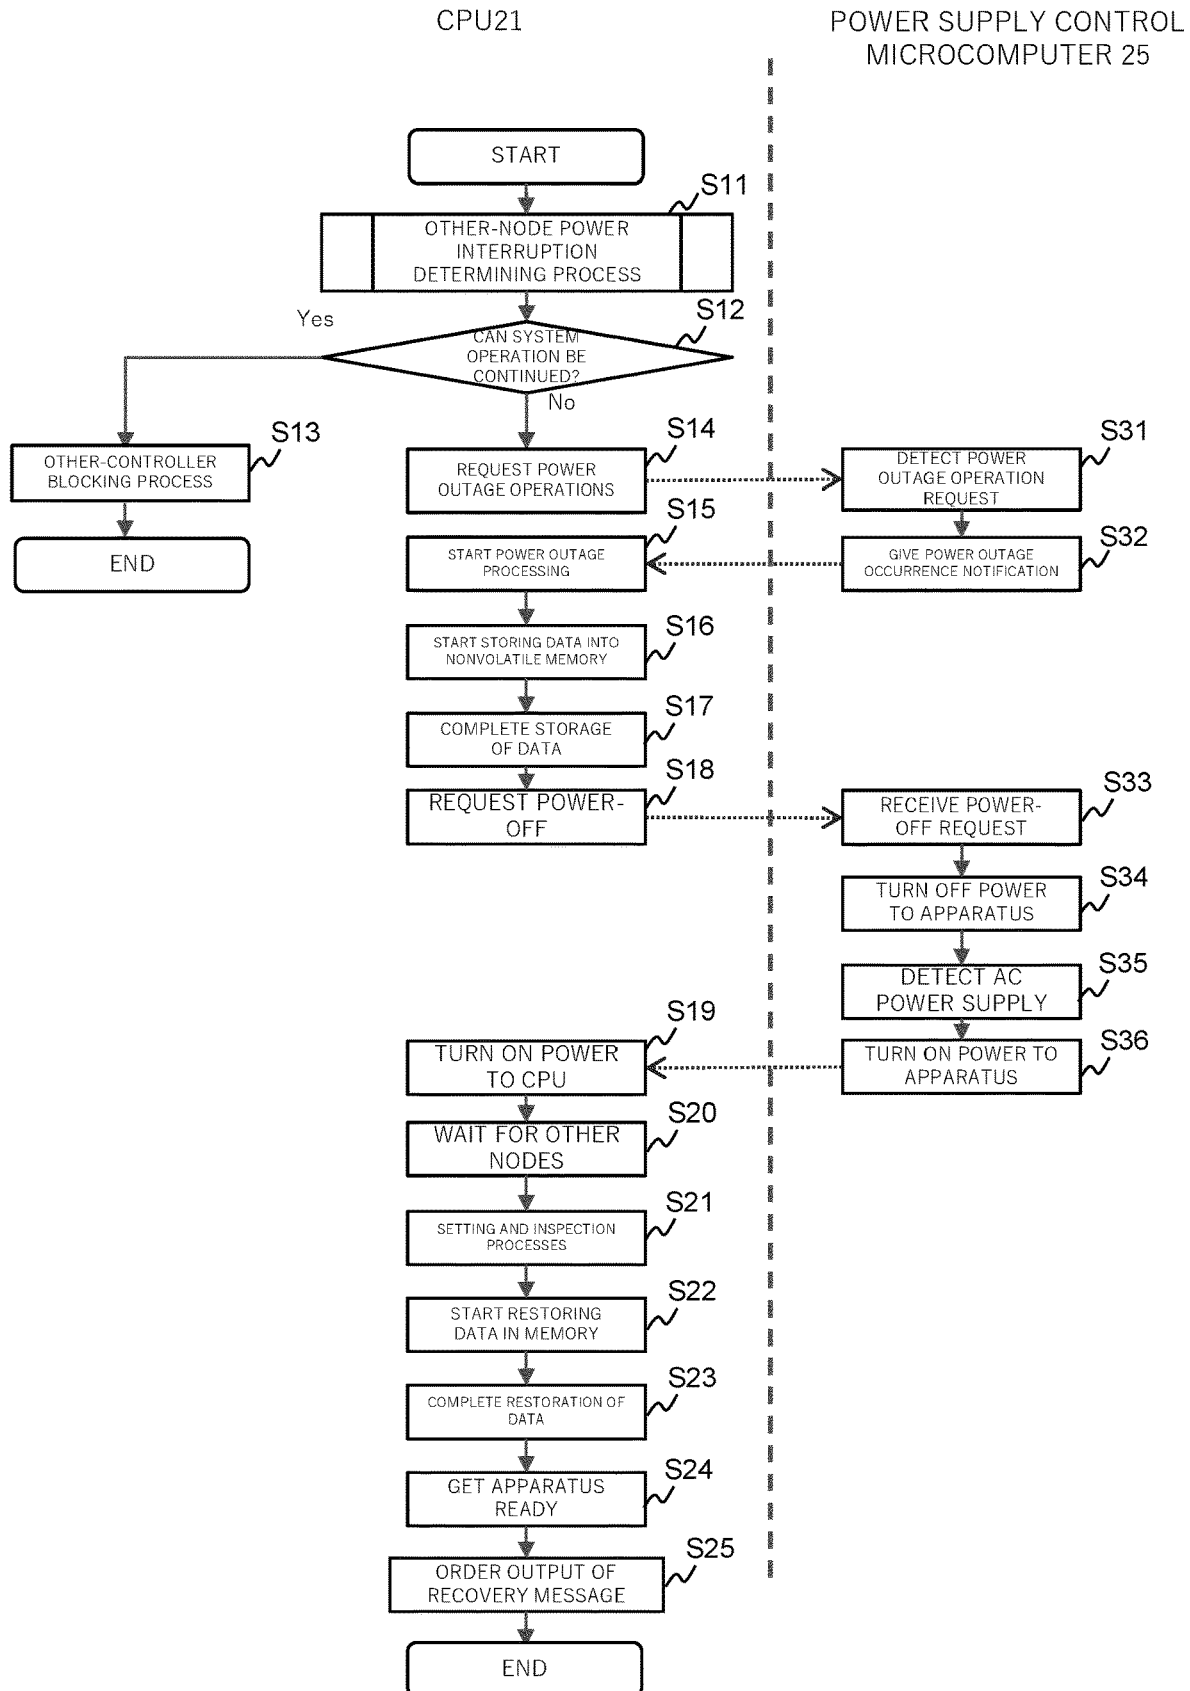 CPU21
POWER SUPPLY CONTROL
MICROCOMPUTER 25
START
S11
OTHER-NODE POWER
INTERRUPTION
DETERMINING PROCESS
S12
CAN SYSTEM
OPERATION BE
CONTINUED?
Yes
No
S13
OTHER-CONTROLLER
BLOCKING PROCESS
END
S14
REQUEST POWER
OUTAGE OPERATIONS
S31
DETECT POWER
OUTAGE OPERATION
REQUEST
S15
START POWER OUTAGE
PROCESSING
S32
GIVE POWER OUTAGE
OCCURRENCE NOTIFICATION
S16
START STORING DATA INTO
NONVOLATILE MEMORY
S17
COMPLETE STORAGE
OF DATA
S18
REQUEST POWER-
OFF
S33
RECEIVE POWER-
OFF REQUEST
S34
TURN OFF POWER
TO APPARATUS
S35
DETECT AC
POWER SUPPLY
S36
TURN ON POWER TO
APPARATUS
S19
TURN ON POWER
TO CPU
S20
WAIT FOR OTHER
NODES
S21
SETTING AND INSPECTION
PROCESSES
S22
START RESTORING
DATA IN MEMORY
S23
COMPLETE RESTORATION OF
DATA
S24
GET APPARATUS
READY
S25
ORDER OUTPUT OF
RECOVERY MESSAGE
END